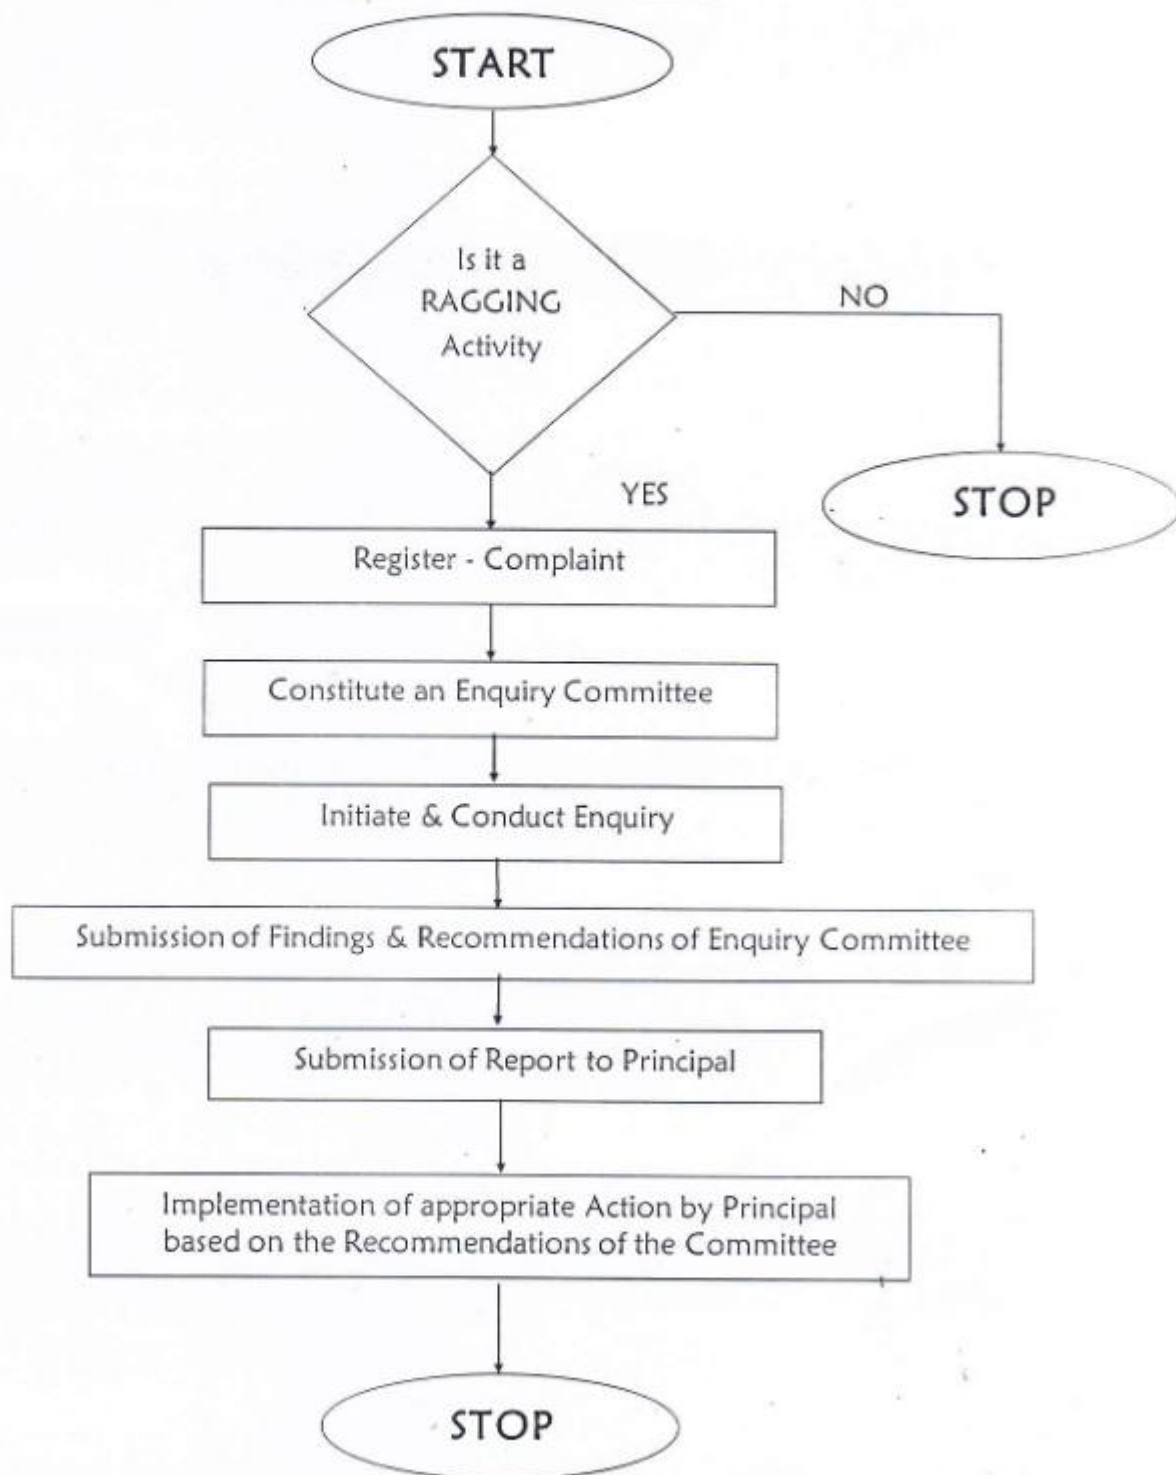 START
Is it a
RAGGING
Activity
NO
YES
STOP
Register - Complaint
Constitute an Enquiry Committee
Initiate & Conduct Enquiry
Submission of Findings & Recommendations of Enquiry Committee
Submission of Report to Principal
Implementation of appropriate Action by Principal
based on the Recommendations of the Committee
STOP